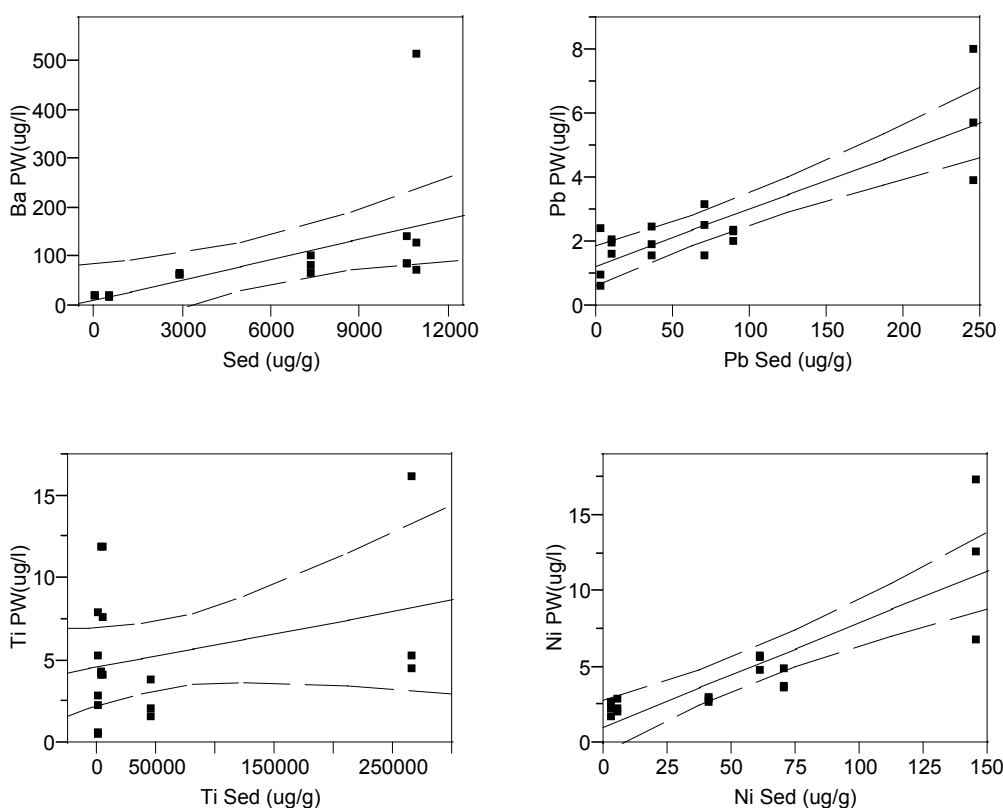 Ba PW(ug/l)
500
400
300
200
100
0
0 3000 6000 9000 12000
Sed (ug/g)
Pb PW(ug/l)
8
6
4
2
0
0 50 100 150 200 250
Pb Sed (ug/g)
Ti PW(ug/l)
15
10
5
0
0 50000 150000 250000
Ti Sed (ug/g)
Ni PW(ug/l)
15
10
5
0
0 25 50 75 100 125 150
Ni Sed (ug/g)